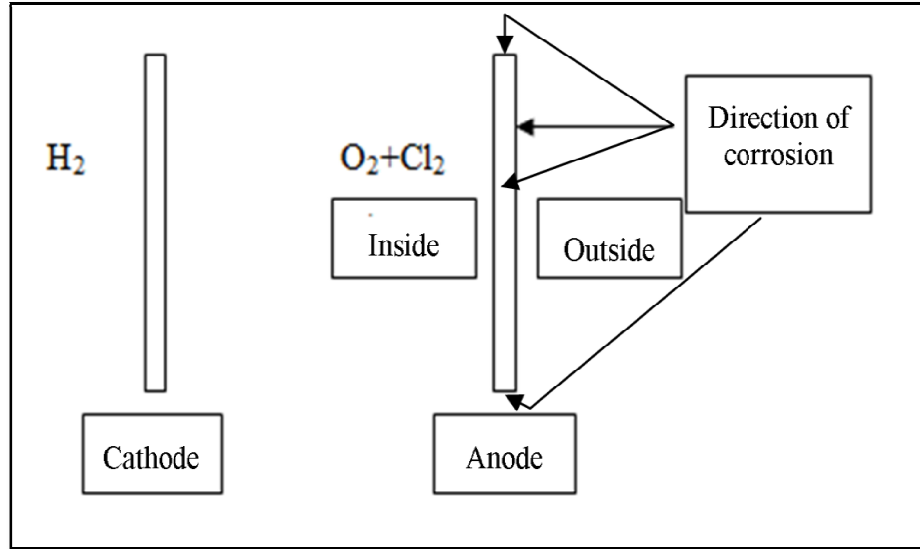 H₂
O₂+Cl₂
Direction of
corrosion
Inside
Outside
Cathode
Anode